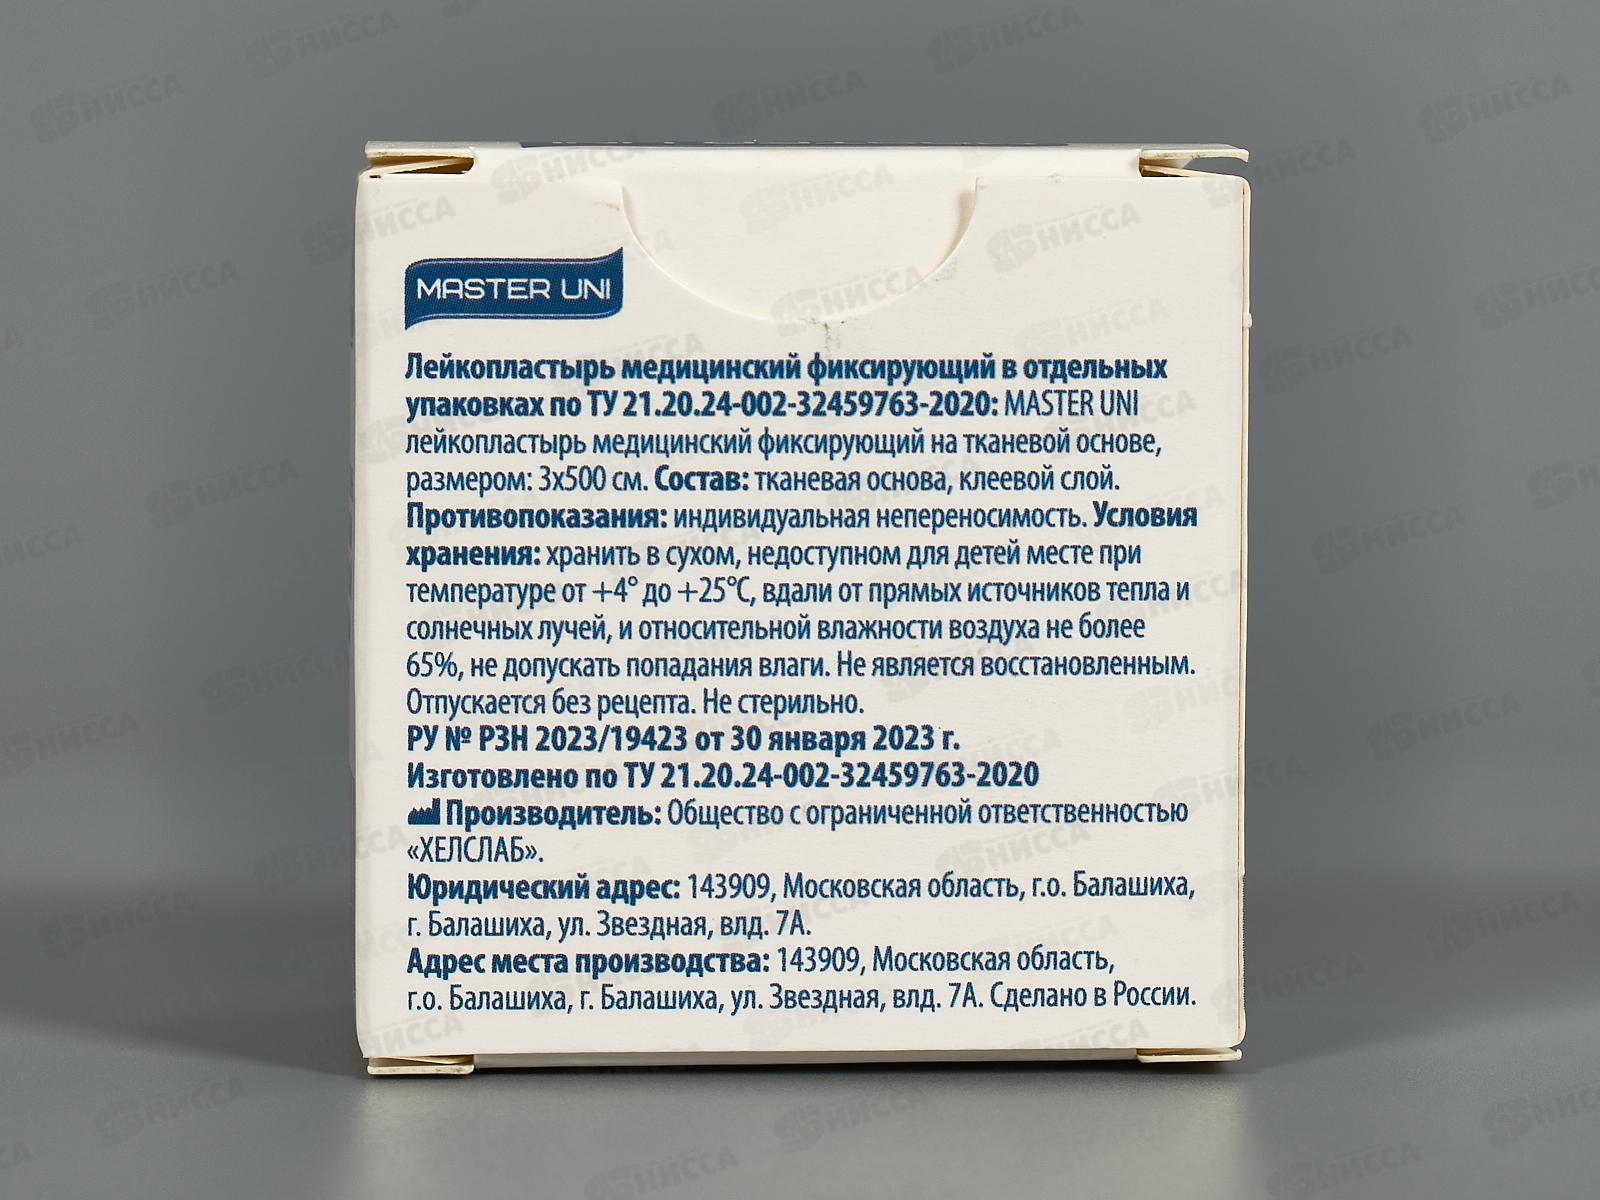 MASTER UNI
Лейкопластырь медицинский фиксирующий в отдельных
упаковках по ТУ 21.20.24-002-32459763-2020: MASTER UNI
лейкопластырь медицинский фиксирующий на тканевой основе,
размером: 3х500 см. Состав: тканевая основа, клеевой слой.
Противопоказания: индивидуальная непереносимость. Условия
хранения: хранить в сухом, недоступном для детей месте при
температуре от +4° до +25°С, вдали от прямых источников тепла и
солнечных лучей, и относительной влажности воздуха не более
65%, не допускать попадания влаги. Не является восстановленным.
Отпускается без рецепта. Не стерильно.
РУ № РЗН 2023/19423 от 30 января 2023 г.
Изготовлено по ТУ 21.20.24-002-32459763-2020
Производитель: Общество с ограниченной ответственностью
«ХЕЛСЛАБ».
Юридический адрес: 143909, Московская область, г.о. Балашиха,
г. Балашиха, ул. Звездная, влд. 7А.
Адрес места производства: 143909, Московская область,
г.о. Балашиха, г. Балашиха, ул. Звездная, влд. 7А. Сделано в России.
НИССА